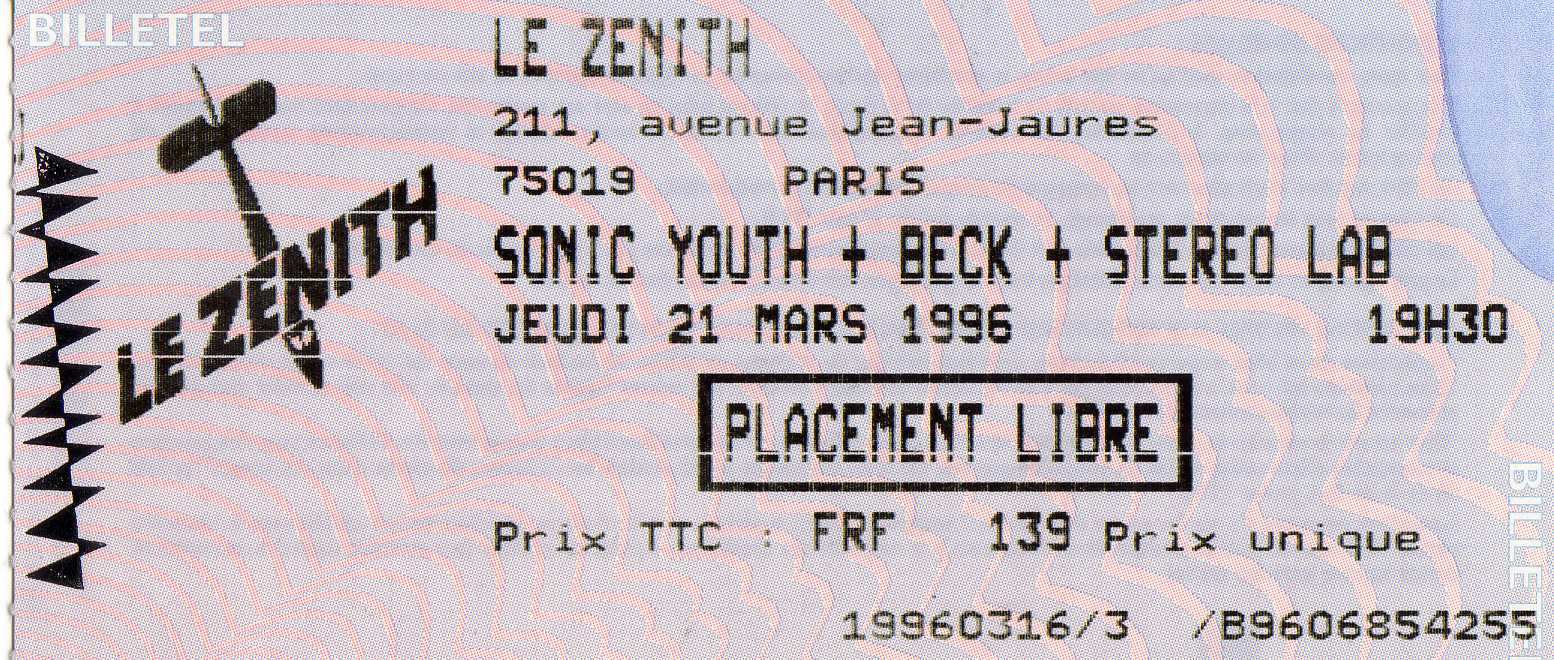 BILLETEL
LE ZENITH
LE ZENITH
211, avenue Jean-Jaures
75019 PARIS
SONIC YOUTH + BECK + STEREO LAB
JEUDI 21 MARS 1996 19H30
PLACEMENT LIBRE
Prix TTC : FRF 139 Prix unique
19960316/3 /B9606854255
BILLETEL